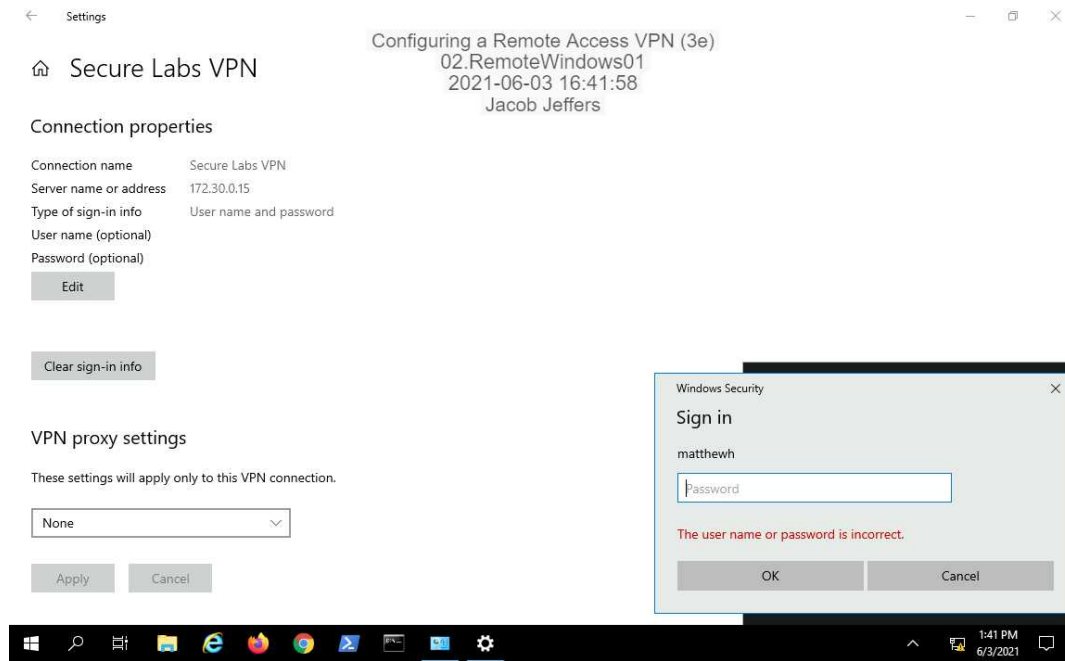 Settings
Configuring a Remote Access VPN (3e)
02.RemoteWindows01
2021-06-03 16:41:58
Jacob Jeffers
Secure Labs VPN
Connection properties
Connection name Secure Labs VPN
Server name or address 172.30.0.15
Type of sign-in info User name and password
User name (optional)
Password (optional)
Edit
Clear sign-in info
VPN proxy settings
These settings will apply only to this VPN connection.
None
Apply Cancel
Windows Security
Sign in
matthewh
Password
The user name or password is incorrect.
OK Cancel
1:41 PM
6/3/2021